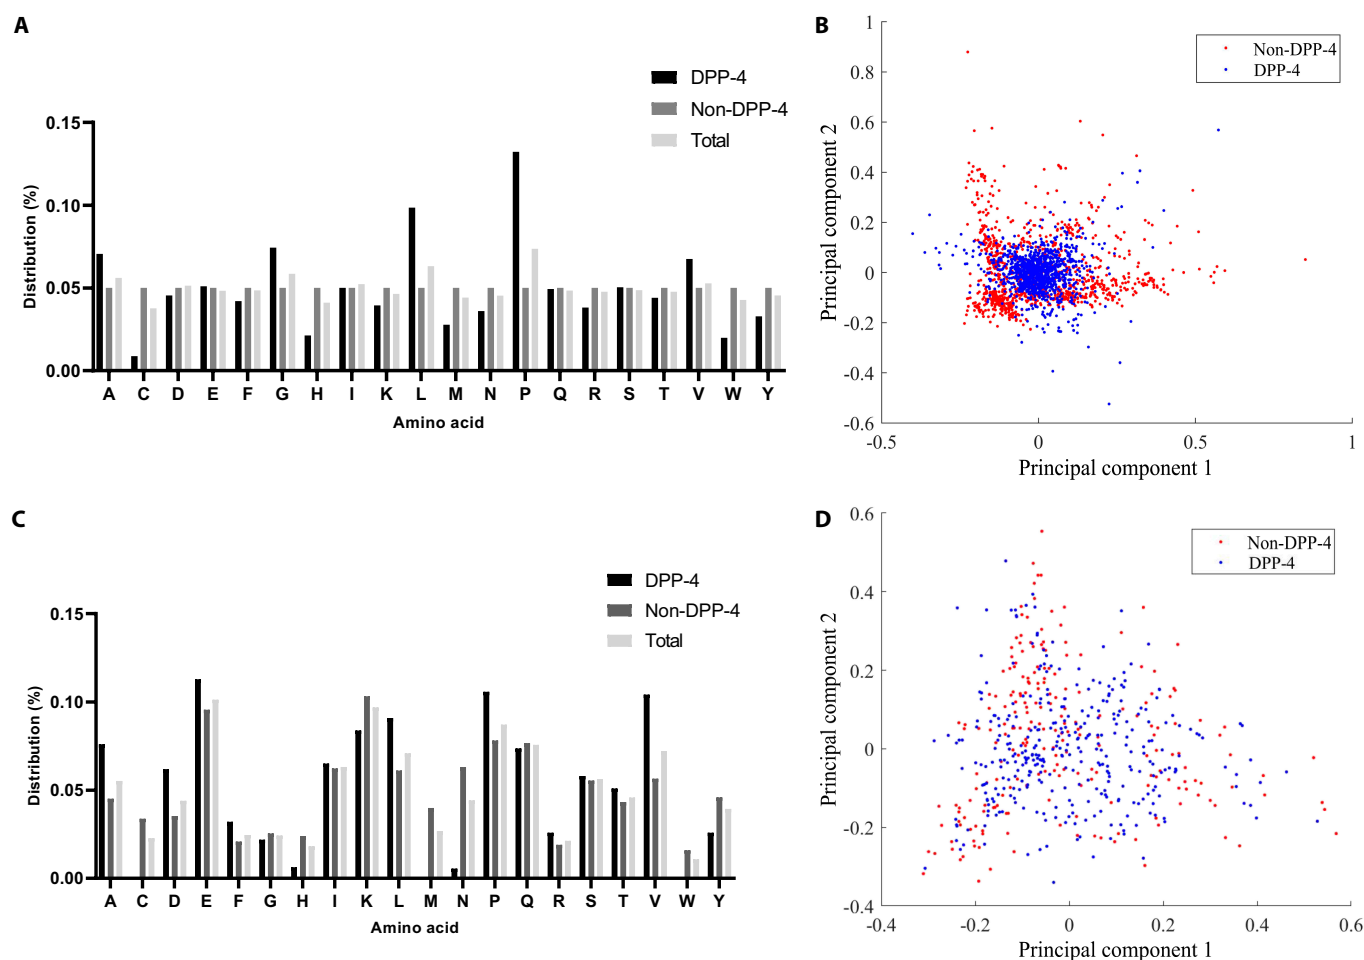 A
DPP-4
Non-DPP-4
Total
Distribution (%)
0.15
0.10
0.05
0.00
A C D E F G H I K L M N P Q R S T V W Y
Amino acid
B
Non-DPP-4
DPP-4
Principal component 2
1
0.8
0.6
0.4
0.2
0
-0.2
-0.4
-0.6
-0.5 0 0.5 1
Principal component 1
C
DPP-4
Non-DPP-4
Total
Distribution (%)
0.15
0.10
0.05
0.00
A C D E F G H I K L M N P Q R S T V W Y
Amino acid
D
Non-DPP-4
DPP-4
Principal component 2
0.6
0.4
0.2
0
-0.2
-0.4
-0.4 -0.2 0 0.2 0.4 0.6
Principal component 1